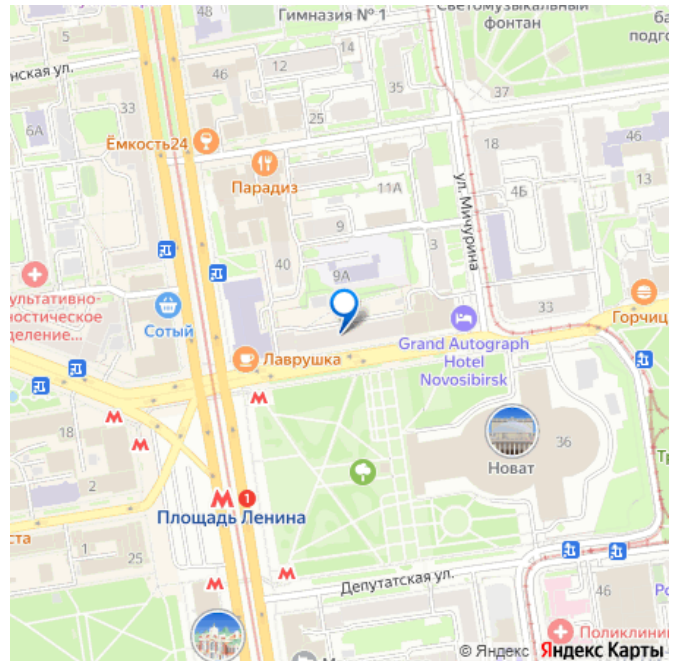 Светомузыкальный
фонтан
Гимназия № 1
ба
подго
14
12
46
35
нская ул.
5
33
37
25
6А
Ёмкость24
18
46
Парадиз
11А
4Б
13
ул. Мичурина
9
3
40
9А
ультативно-
ностическое
деление...
Сотый
33
Горчиц
Grand Autograph
Hotel
Novosibirsk
Лаврушка
18
36
Новат
Тр
2
1
Площадь Ленина
ста
1
25
Депутатская ул.
46
Ро
Поликлини
© Яндекс Яндекс Карты